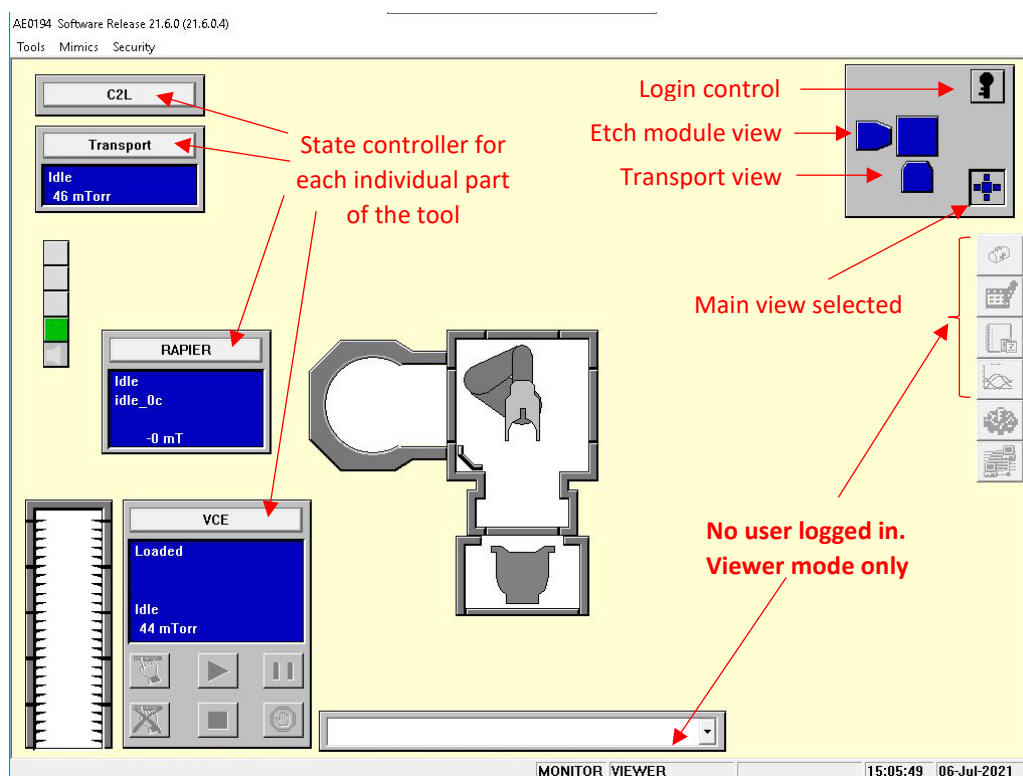 AE0194 Software Release 21.6.0 (21.6.0.4)
Tools Mimics Security
C2L
Transport
Idle
46 mTorr
State controller for
each individual part
of the tool
Login control
Etch module view
Transport view
Main view selected
RAPIER
Idle
idle_0c
-0 mT
VCE
Loaded
Idle
44 mTorr
No user logged in.
Viewer mode only
MONITOR VIEWER 15:05:49 06-Jul-2021